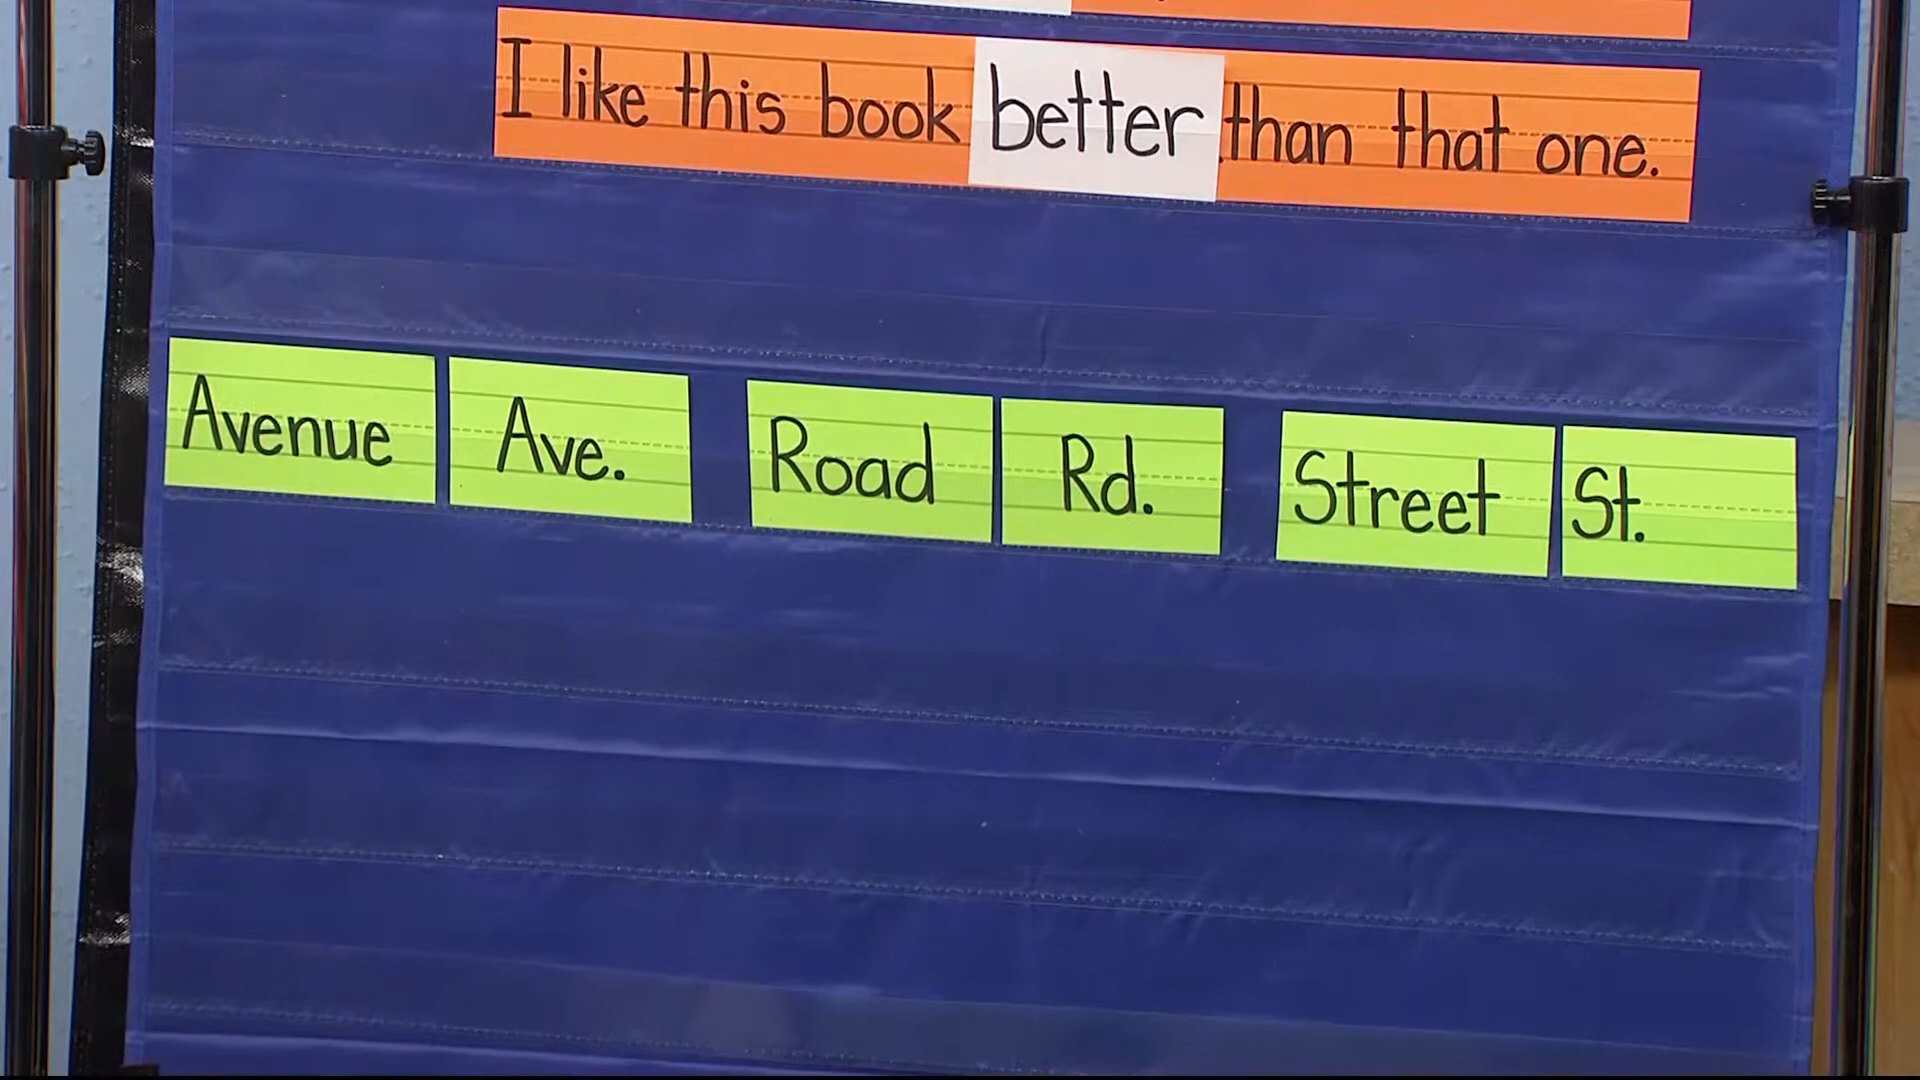 I like this book better than that one.
Avenue Ave. Road Rd. Street St.